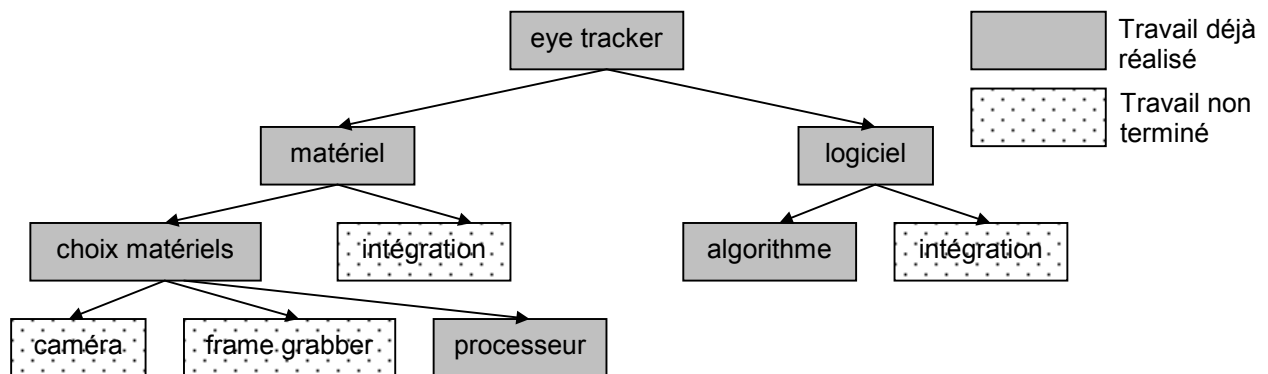 eye tracker
Travail déjà
réalisé
Travail non
terminé
matériel
logiciel
choix matériels
intégration
algorithme
intégration
caméra
frame grabber
processeur